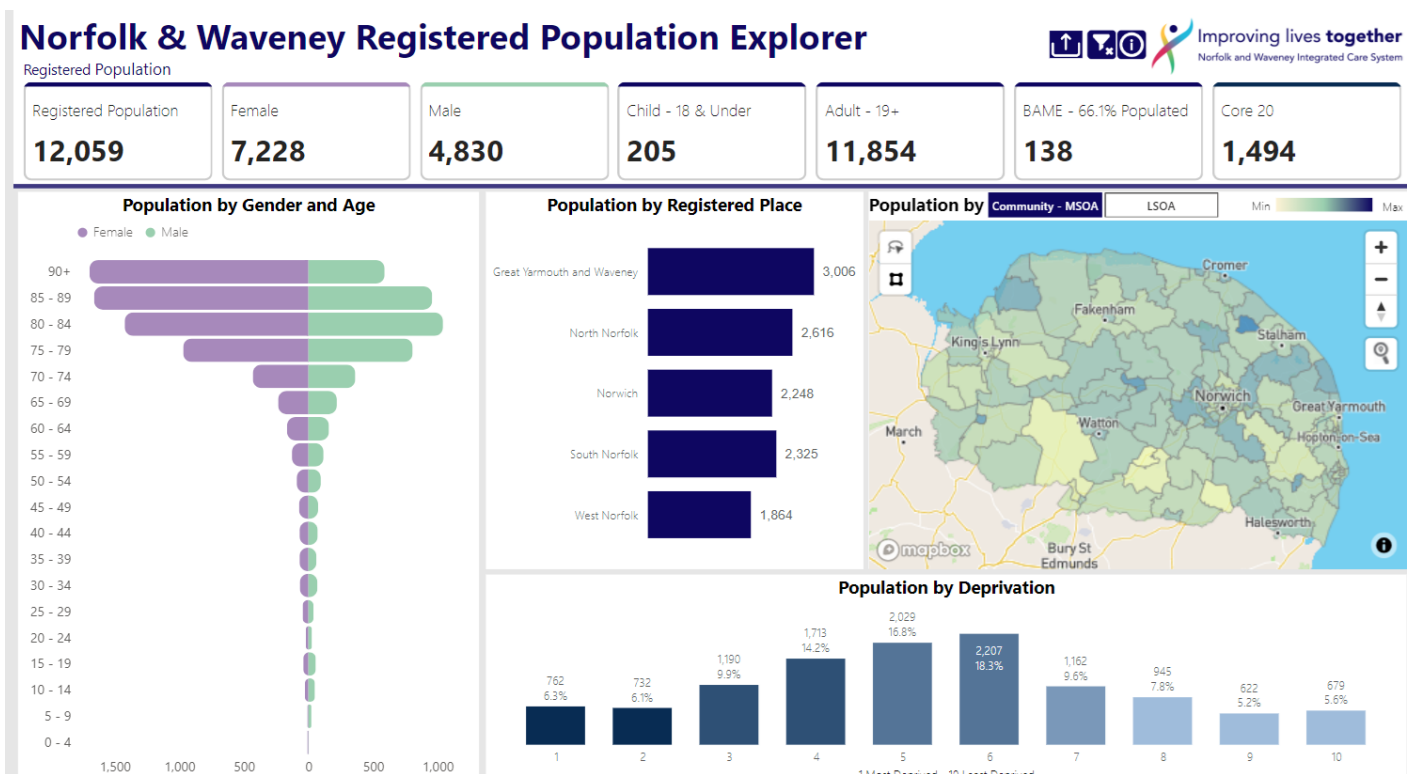 Norfolk & Waveney Registered Population Explorer
Registered Population
Improving lives together
Norfolk and Waveney Integrated Care System
Registered Population
12,059
Female
7,228
Male
4,830
Child - 18 & Under
205
Adult - 19+
11,854
BAME - 66.1% Populated
138
Core 20
1,494
Population by Gender and Age
Female Male
90+
85 - 89
80 - 84
75 - 79
70 - 74
65 - 69
60 - 64
55 - 59
50 - 54
45 - 49
40 - 44
35 - 39
30 - 34
25 - 29
20 - 24
15 - 19
10 - 14
5 - 9
0 - 4
1,500 1,000 500 0 500 1,000
Population by Registered Place
Great Yarmouth and Waveney 3,006
North Norfolk 2,616
Norwich 2,248
South Norfolk 2,325
West Norfolk 1,864
Population by Community - MSOA LSOA Min Max
Cromer
Fakenham
Stalham
King's Lynn
Norwich
Great Yarmouth
Watton
March
Hopton-on-Sea
Halesworth
Bury St
Edmunds
mapbox
Population by Deprivation
762
6.3%
732
6.1%
1,190
9.9%
1,713
14.2%
2,029
16.8%
2,207
18.3%
1,162
9.6%
945
7.8%
622
5.2%
679
5.6%
1 2 3 4 5 6 7 8 9 10
1 Most Deprived - 10 Least Deprived